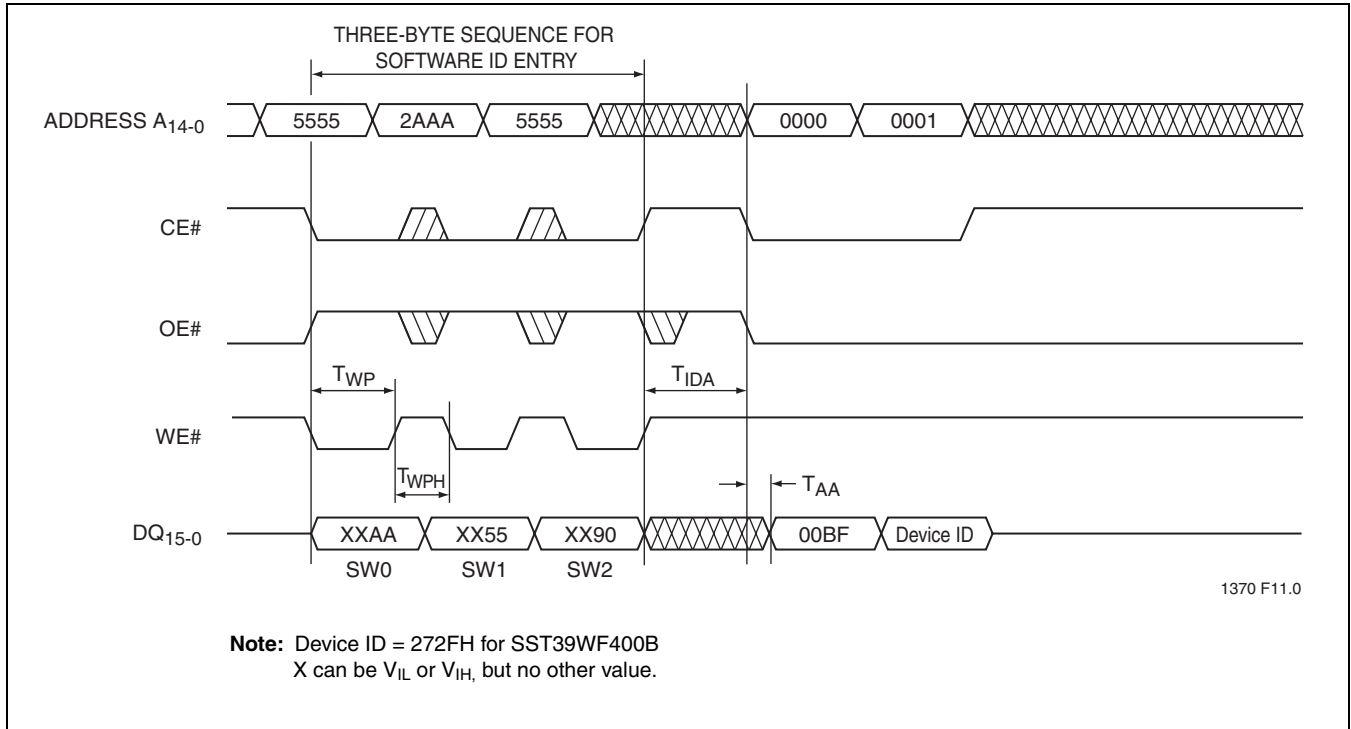 THREE-BYTE SEQUENCE FOR
SOFTWARE ID ENTRY
ADDRESS A14-0 5555 2AAA 5555 0000 0001
CE#
OE#
TWP TIDA
WE#
TWPH
TAA
DQ15-0 XXAA XX55 XX90 00BF Device ID
SW0 SW1 SW2
1370 F11.0
Note: Device ID = 272FH for SST39WF400B
X can be VIL or VIH, but no other value.